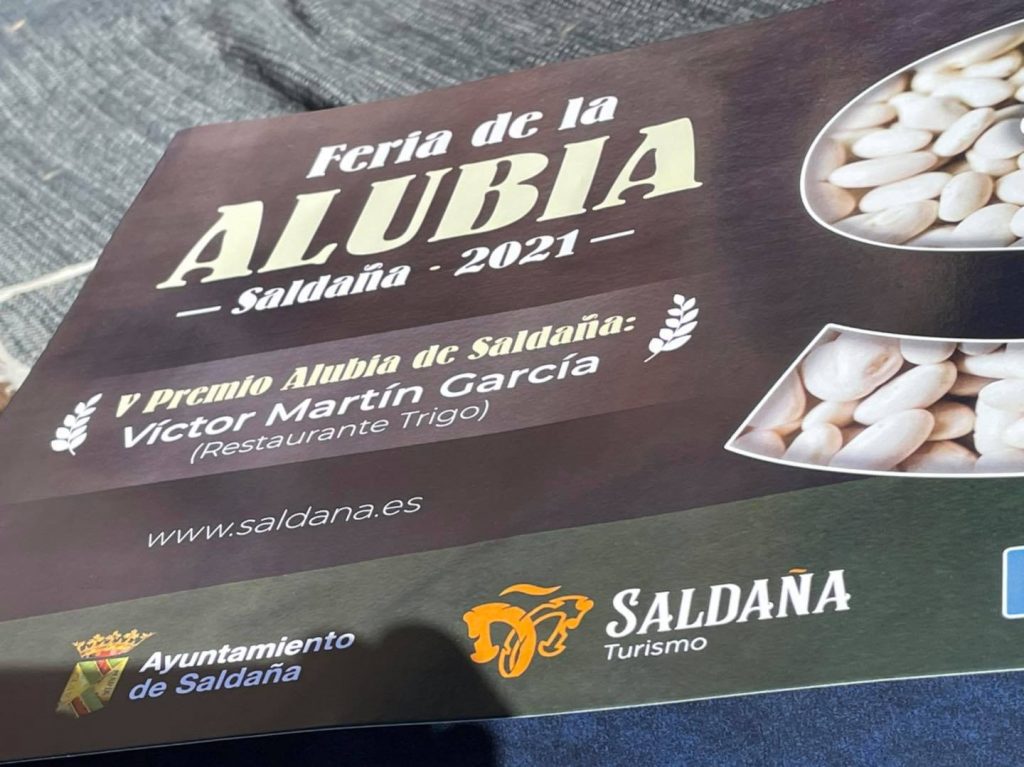 Feria de la
ALUBIA
— Saldaña · 2021 —
V Premio Alubia de Saldaña:
Víctor Martín García
(Restaurante Trigo)
www.saldana.es
Ayuntamiento
de Saldaña
SALDAÑA
Turismo